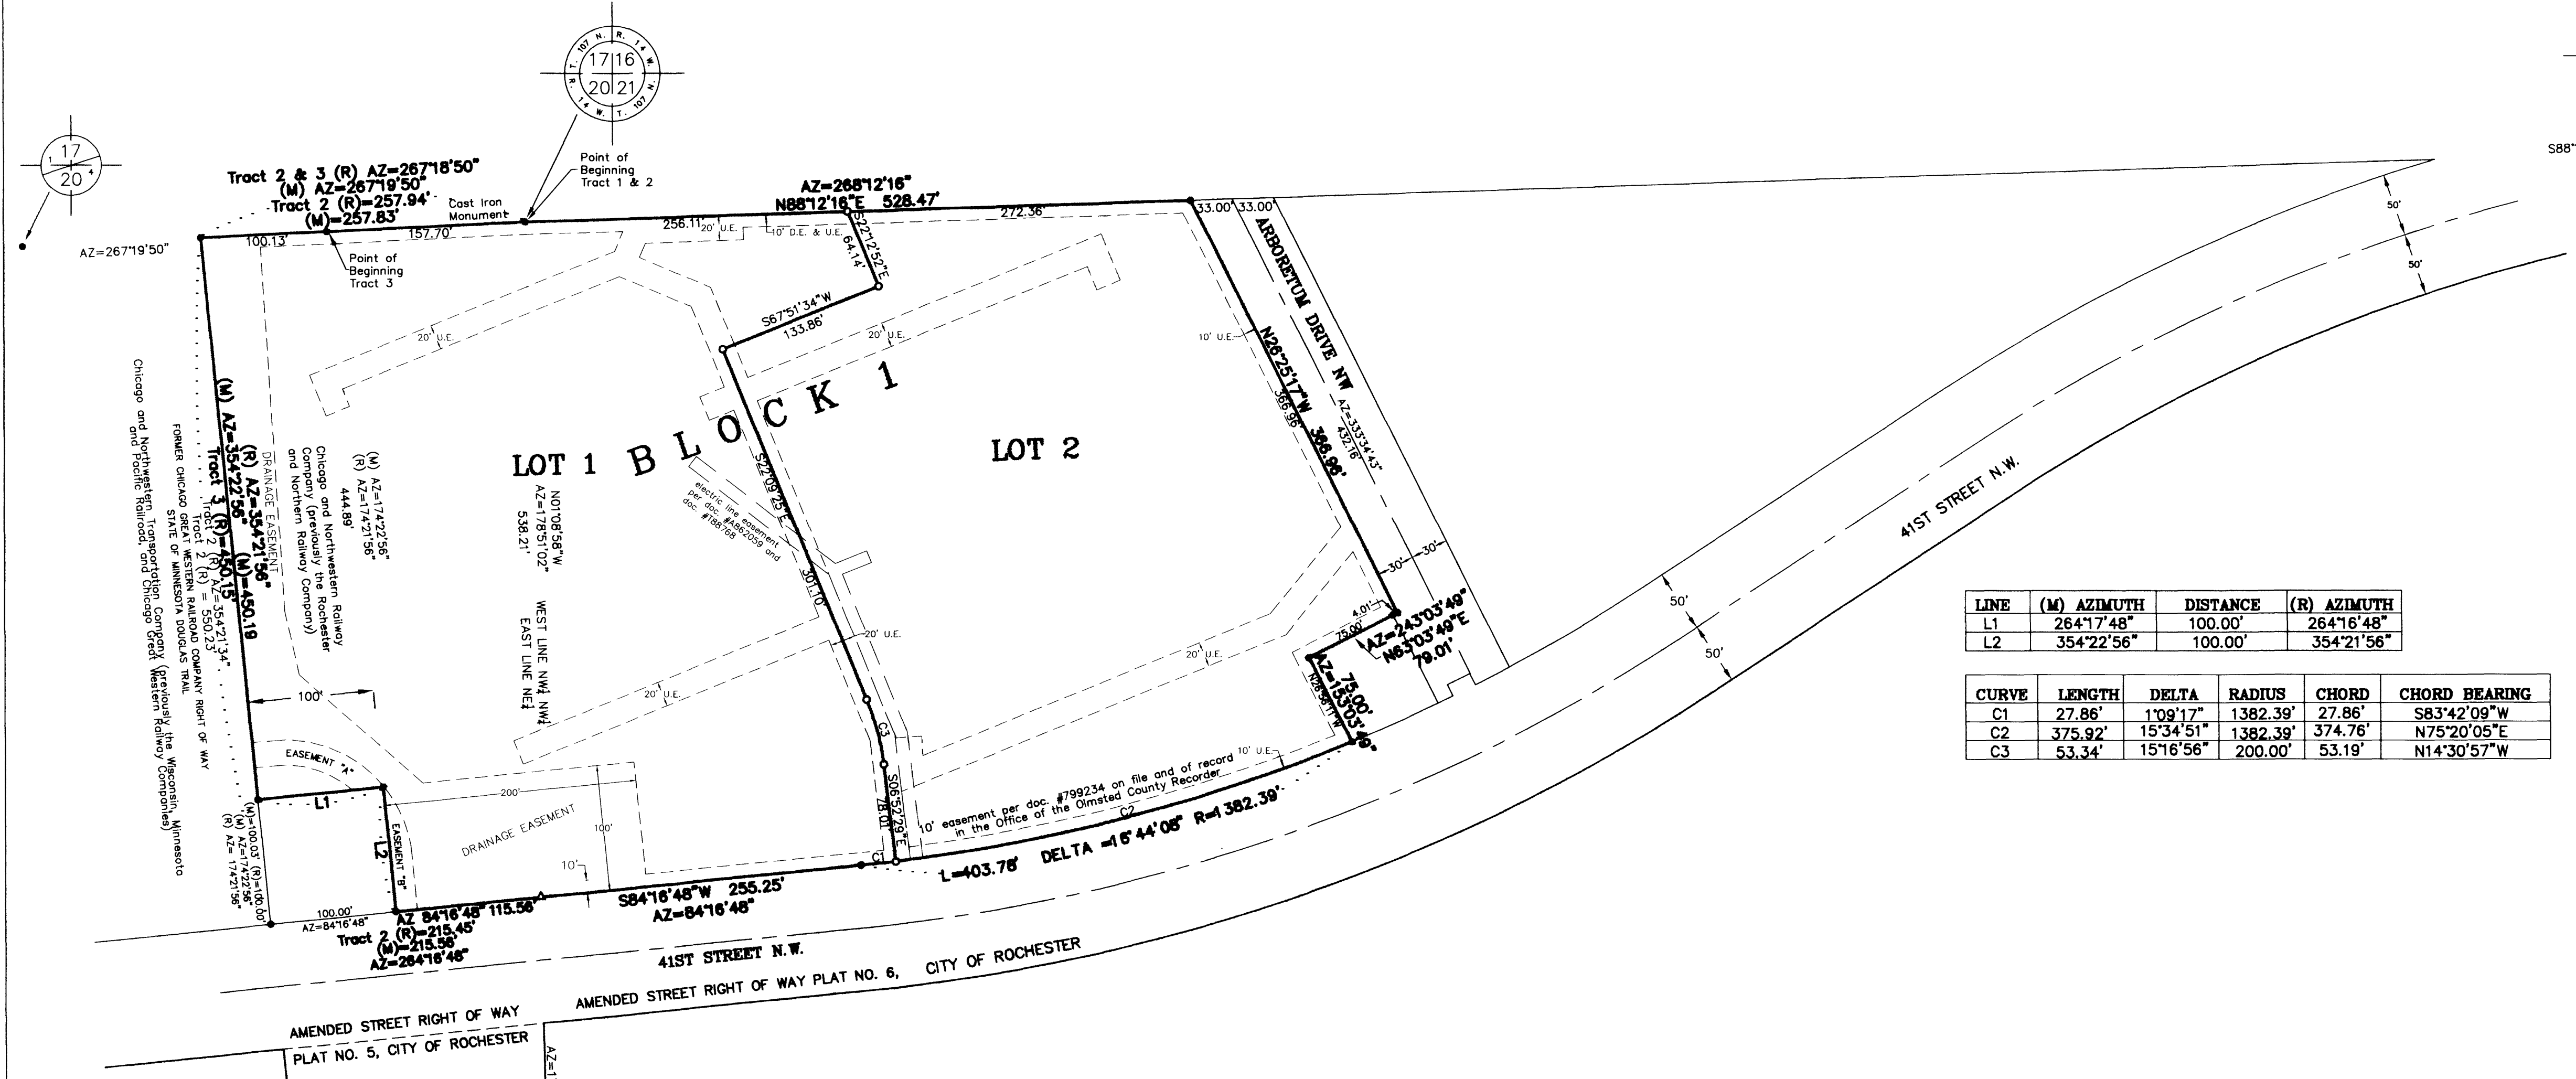 T. 107 N. R. 14 W.
17 16
20 21
R. 14 W. T. 107 N.
1 17
20 4
S88°
Tract 2 & 3 (R) AZ=267°18'50"
(M) AZ=267°19'50"
Tract 2 (R)=257.94'
(M)=257.83'
Cast Iron
Monument
Point of
Beginning
Tract 1 & 2
AZ=268°12'16"
N88°12'16"E 528.47'
AZ=267°19'50"
100.13'
157.70'
256.11'
20' U.E.
10' D.E. & U.E.
272.36'
33.00'
33.00'
Point of
Beginning
Tract 3
S22°12'52"E
64.14'
S67°51'34"W
133.86'
20' U.E.
20' U.E.
10' U.E.
ARBORETUM DRIVE NW
AZ=333°34'43"
432.16'
N26°25'17"W 366.96'
366.96'
50'
50'
BLOCK 1
LOT 1
LOT 2
S22°09'25"E
301.10'
electric line easement
per doc. #A862059 and
doc. #T88768
N01°08'58"W
AZ=178°51'02"
538.21'
WEST LINE NW¼ NW¼
EAST LINE NE¼
(M) AZ=174°22'56"
(R) AZ=174°21'56"
444.89'
Chicago and Northwestern Railway
Company (previously the Rochester
and Northern Railway Company)
DRAINAGE EASEMENT
(R) AZ=354°21'56" (M)=450.19
(M) AZ=354°22'56"
Tract 3 (R)=450.15'
Tract 2 (R) AZ=354°21'34"
Tract 2 (R) = 550.23'
FORMER CHICAGO GREAT WESTERN RAILROAD COMPANY RIGHT OF WAY
STATE OF MINNESOTA DOUGLAS TRAIL
Chicago and Northwestern Transportation Company (previously the Wisconsin, Minnesota
and Pacific Railroad, and Chicago Great Western Railway Companies)
100'
20' U.E.
20' U.E.
20' U.E.
30'
30'
4.01'
75.00'
AZ=243°03'49"
N63°03'49"E
79.01'
75.00'
AZ=153°03'49"
N26°56'11"W
41ST STREET N.W.
50'
50'
EASEMENT "A"
EASEMENT "B"
L1
L2
200'
100'
DRAINAGE EASEMENT
10'
C3
S06°52'29"E
78.01'
C1
10' easement per doc. #799234 on file and of record
in the Office of the Olmsted County Recorder
10' U.E.
C2
L=403.78' DELTA =16°44'08" R=1382.39'
(M)=100.03' (R)=100.00'
(M) AZ=174°22'56"
(R) AZ= 174°21'56"
100.00'
AZ=84°16'48"
AZ 84°16'48" 115.56'
Tract 2 (R)=215.45'
(M)=215.56'
AZ=264°16'48"
S84°16'48"W 255.25'
AZ=84°16'48"
41ST STREET N.W.
AMENDED STREET RIGHT OF WAY PLAT NO. 6, CITY OF ROCHESTER
AMENDED STREET RIGHT OF WAY
PLAT NO. 5, CITY OF ROCHESTER
AZ=1
LINE (M) AZIMUTH DISTANCE (R) AZIMUTH
L1 264°17'48" 100.00' 264°16'48"
L2 354°22'56" 100.00' 354°21'56"
CURVE LENGTH DELTA RADIUS CHORD CHORD BEARING
C1 27.86' 1°09'17" 1382.39' 27.86' S83°42'09"W
C2 375.92' 15°34'51" 1382.39' 374.76' N75°20'05"E
C3 53.34' 15°16'56" 200.00' 53.19' N14°30'57"W